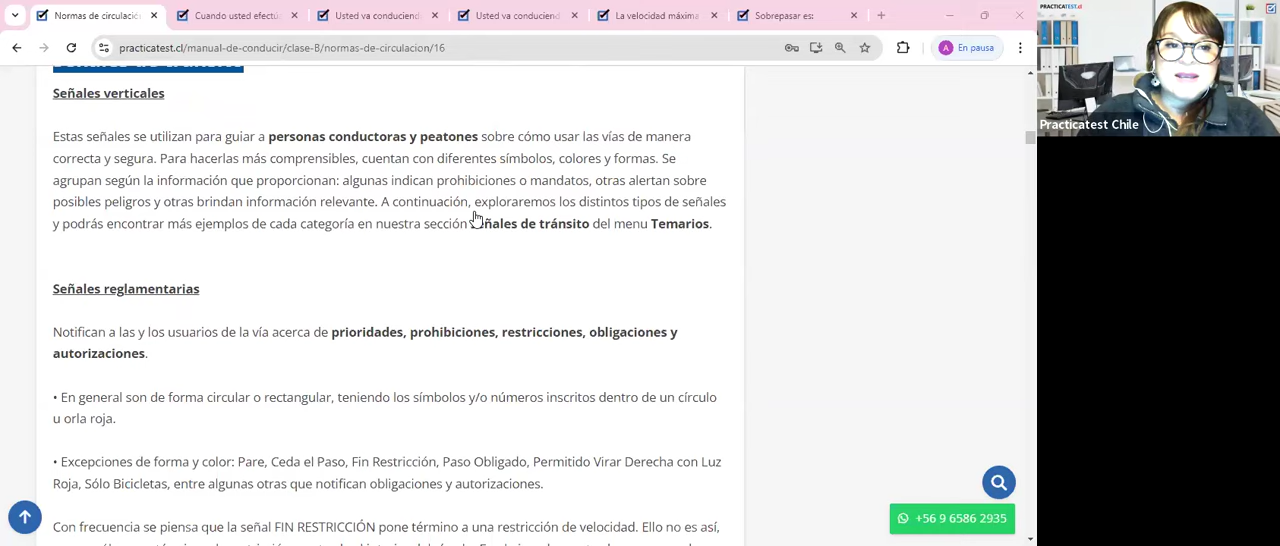 Normas de circulació
Cuando usted efectú
Usted va conduciend
Usted va conduciend
La velocidad máxima
Sobrepasar es:
practicatest.cl/manual-de-conducir/clase-B/normas-de-circulacion/16
A En pausa
PRACTICATEST.cl
Practicatest Chile
Señales verticales
Estas señales se utilizan para guiar a personas conductoras y peatones sobre cómo usar las vías de manera
correcta y segura. Para hacerlas más comprensibles, cuentan con diferentes símbolos, colores y formas. Se
agrupan según la información que proporcionan: algunas indican prohibiciones o mandatos, otras alertan sobre
posibles peligros y otras brindan información relevante. A continuación, exploraremos los distintos tipos de señales
y podrás encontrar más ejemplos de cada categoría en nuestra sección Señales de tránsito del menu Temarios.
Señales reglamentarias
Notifican a las y los usuarios de la vía acerca de prioridades, prohibiciones, restricciones, obligaciones y
autorizaciones.
• En general son de forma circular o rectangular, teniendo los símbolos y/o números inscritos dentro de un círculo
u orla roja.
• Excepciones de forma y color: Pare, Ceda el Paso, Fin Restricción, Paso Obligado, Permitido Virar Derecha con Luz
Roja, Sólo Bicicletas, entre algunas otras que notifican obligaciones y autorizaciones.
Con frecuencia se piensa que la señal FIN RESTRICCIÓN pone término a una restricción de velocidad. Ello no es así,
+56 9 6586 2935